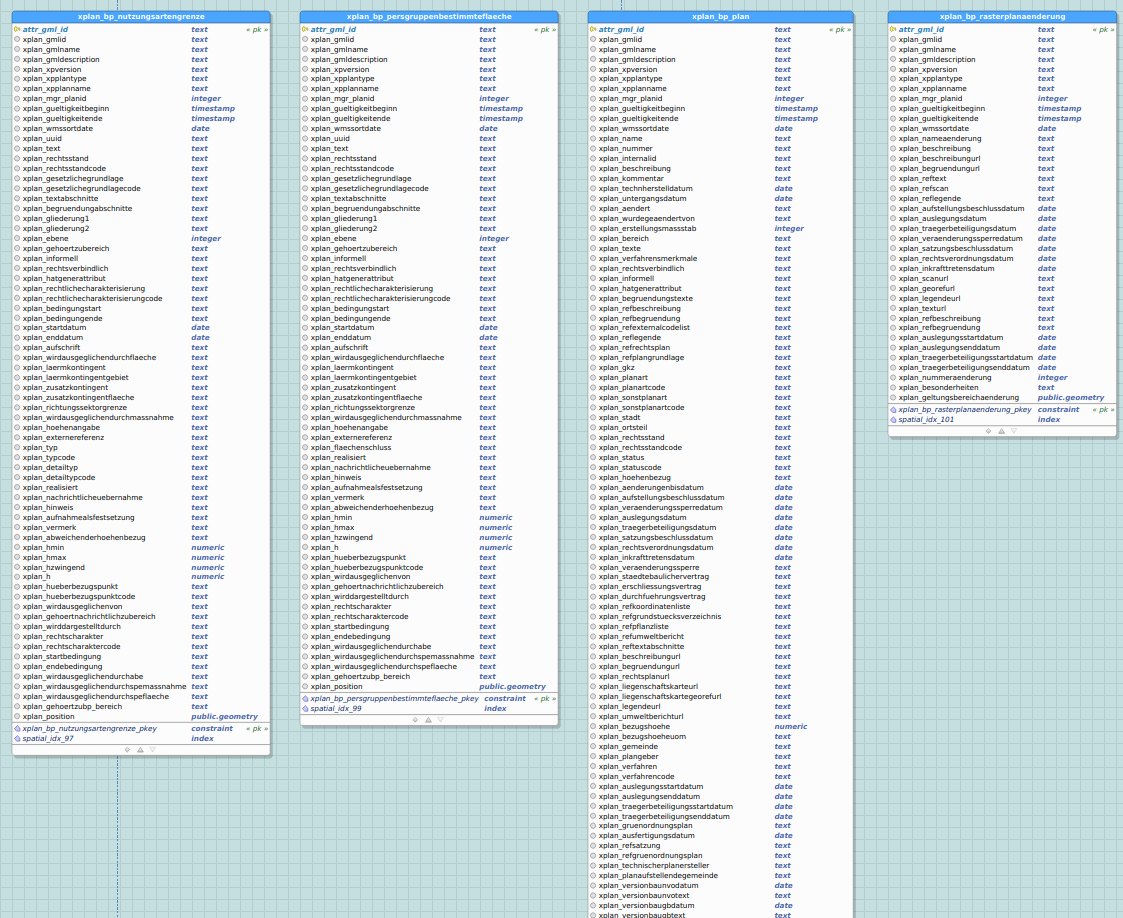 xplan_bp_nutzungsartengrenze
attr_gml_id text « pk »
xplan_gmlid text
xplan_gmlname text
xplan_gmldescription text
xplan_xpversion text
xplan_xpplantype text
xplan_xpplanname text
xplan_mgr_planid integer
xplan_gueltigkeitbeginn timestamp
xplan_gueltigkeitende timestamp
xplan_wmssortdate date
xplan_uuid text
xplan_text text
xplan_rechtsstand text
xplan_rechtsstandcode text
xplan_gesetzlichegrundlage text
xplan_gesetzlichegrundlagecode text
xplan_textabschnitte text
xplan_begruendungabschnitte text
xplan_gliederung1 text
xplan_gliederung2 text
xplan_ebene integer
xplan_gehoertzubereich text
xplan_informell text
xplan_rechtsverbindlich text
xplan_hatgenerattribut text
xplan_rechtlichecharakterisierung text
xplan_rechtlichecharakterisierungcode text
xplan_bedingungstart text
xplan_bedingungende text
xplan_startdatum date
xplan_enddatum date
xplan_aufschrift text
xplan_wirdausgeglichendurchflaeche text
xplan_laermkontingent text
xplan_laermkontingentgebiet text
xplan_zusatzkontingent text
xplan_zusatzkontingentflaeche text
xplan_richtungssektorgrenze text
xplan_wirdausgeglichendurchmassnahme text
xplan_hoehenangabe text
xplan_externereferenz text
xplan_typ text
xplan_typcode text
xplan_detailtyp text
xplan_detailtypcode text
xplan_realisiert text
xplan_nachrichtlicheuebernahme text
xplan_hinweis text
xplan_aufnahmealsfestsetzung text
xplan_vermerk text
xplan_abweichenderhoehenbezug text
xplan_hmin numeric
xplan_hmax numeric
xplan_hzwingend numeric
xplan_h numeric
xplan_hueberbezugspunkt text
xplan_hueberbezugspunktcode text
xplan_wirdausgeglichenvon text
xplan_gehoertnachrichtlichzubereich text
xplan_wirddargestelltdurch text
xplan_rechtscharakter text
xplan_rechtscharaktercode text
xplan_startbedingung text
xplan_endebedingung text
xplan_wirdausgeglichendurchabe text
xplan_wirdausgeglichendurchspemassnahme text
xplan_wirdausgeglichendurchspeflaeche text
xplan_gehoertzubp_bereich text
xplan_position public.geometry
xplan_bp_nutzungsartengrenze_pkey constraint « pk »
spatial_idx_97 index
xplan_bp_persgruppenbestimmteflaeche
attr_gml_id text « pk »
xplan_gmlid text
xplan_gmlname text
xplan_gmldescription text
xplan_xpversion text
xplan_xpplantype text
xplan_xpplanname text
xplan_mgr_planid integer
xplan_gueltigkeitbeginn timestamp
xplan_gueltigkeitende timestamp
xplan_wmssortdate date
xplan_uuid text
xplan_text text
xplan_rechtsstand text
xplan_rechtsstandcode text
xplan_gesetzlichegrundlage text
xplan_gesetzlichegrundlagecode text
xplan_textabschnitte text
xplan_begruendungabschnitte text
xplan_gliederung1 text
xplan_gliederung2 text
xplan_ebene integer
xplan_gehoertzubereich text
xplan_informell text
xplan_rechtsverbindlich text
xplan_hatgenerattribut text
xplan_rechtlichecharakterisierung text
xplan_rechtlichecharakterisierungcode text
xplan_bedingungstart text
xplan_bedingungende text
xplan_startdatum date
xplan_enddatum date
xplan_aufschrift text
xplan_wirdausgeglichendurchflaeche text
xplan_laermkontingent text
xplan_laermkontingentgebiet text
xplan_zusatzkontingent text
xplan_zusatzkontingentflaeche text
xplan_richtungssektorgrenze text
xplan_wirdausgeglichendurchmassnahme text
xplan_hoehenangabe text
xplan_externereferenz text
xplan_flaechenschluss text
xplan_realisiert text
xplan_nachrichtlicheuebernahme text
xplan_hinweis text
xplan_aufnahmealsfestsetzung text
xplan_vermerk text
xplan_abweichenderhoehenbezug text
xplan_hmin numeric
xplan_hmax numeric
xplan_hzwingend numeric
xplan_h numeric
xplan_hueberbezugspunkt text
xplan_hueberbezugspunktcode text
xplan_wirdausgeglichenvon text
xplan_gehoertnachrichtlichzubereich text
xplan_wirddargestelltdurch text
xplan_rechtscharakter text
xplan_rechtscharaktercode text
xplan_startbedingung text
xplan_endebedingung text
xplan_wirdausgeglichendurchabe text
xplan_wirdausgeglichendurchspemassnahme text
xplan_wirdausgeglichendurchspeflaeche text
xplan_gehoertzubp_bereich text
xplan_position public.geometry
xplan_bp_persgruppenbestimmteflaeche_pkey constraint « pk »
spatial_idx_99 index
xplan_bp_plan
attr_gml_id text « pk »
xplan_gmlid text
xplan_gmlname text
xplan_gmldescription text
xplan_xpversion text
xplan_xpplantype text
xplan_xpplanname text
xplan_mgr_planid integer
xplan_gueltigkeitbeginn timestamp
xplan_gueltigkeitende timestamp
xplan_wmssortdate date
xplan_name text
xplan_nummer text
xplan_internalid text
xplan_beschreibung text
xplan_kommentar text
xplan_technherstelldatum date
xplan_untergangsdatum date
xplan_aendert text
xplan_wurdegeaendertvon text
xplan_erstellungsmassstab integer
xplan_bereich text
xplan_texte text
xplan_verfahrensmerkmale text
xplan_rechtsverbindlich text
xplan_informell text
xplan_hatgenerattribut text
xplan_begruendungstexte text
xplan_refbeschreibung text
xplan_refbegruendung text
xplan_refexternalcodelist text
xplan_reflegende text
xplan_refrechtsplan text
xplan_refplangrundlage text
xplan_gkz text
xplan_planart text
xplan_planartcode text
xplan_sonstplanart text
xplan_sonstplanartcode text
xplan_stadt text
xplan_ortsteil text
xplan_rechtsstand text
xplan_rechtsstandcode text
xplan_status text
xplan_statuscode text
xplan_hoehenbezug text
xplan_aenderungenbisdatum date
xplan_aufstellungsbeschlussdatum date
xplan_veraenderungssperredatum date
xplan_auslegungsdatum date
xplan_traegerbeteiligungsdatum date
xplan_satzungsbeschlussdatum date
xplan_rechtsverordnungsdatum date
xplan_inkrafttretensdatum date
xplan_veraenderungssperre text
xplan_staedtebaulichervertrag text
xplan_erschliessungsvertrag text
xplan_durchfuehrungsvertrag text
xplan_refkoordinatenliste text
xplan_refgrundstuecksverzeichnis text
xplan_refpflanzliste text
xplan_refumweltbericht text
xplan_reftextabschnitte text
xplan_beschreibungurl text
xplan_begruendungurl text
xplan_rechtsplanurl text
xplan_liegenschaftskarteurl text
xplan_liegenschaftskartegeorefurl text
xplan_legendeurl text
xplan_umweltberichturl text
xplan_bezugshoehe numeric
xplan_bezugshoeheuom text
xplan_gemeinde text
xplan_plangeber text
xplan_verfahren text
xplan_verfahrencode text
xplan_auslegungsstartdatum date
xplan_auslegungsenddatum date
xplan_traegerbeteiligungsstartdatum date
xplan_traegerbeteiligungsenddatum date
xplan_gruenordnungsplan text
xplan_ausfertigungsdatum date
xplan_refsatzung text
xplan_refgruenordnungsplan text
xplan_technischerplanersteller text
xplan_planaufstellendegemeinde text
xplan_versionbaunvodatum date
xplan_versionbaunvotext text
xplan_versionbaugbdatum date
xplan_versionbaugbtext text
xplan_bp_rasterplanaenderung
attr_gml_id text « pk »
xplan_gmlid text
xplan_gmlname text
xplan_gmldescription text
xplan_xpversion text
xplan_xpplantype text
xplan_xpplanname text
xplan_mgr_planid integer
xplan_gueltigkeitbeginn timestamp
xplan_gueltigkeitende timestamp
xplan_wmssortdate date
xplan_nameaenderung text
xplan_beschreibung text
xplan_beschreibungurl text
xplan_begruendungurl text
xplan_reftext text
xplan_refscan text
xplan_reflegende text
xplan_aufstellungsbeschlussdatum date
xplan_auslegungsdatum date
xplan_traegerbeteiligungsdatum date
xplan_veraenderungssperredatum date
xplan_satzungsbeschlussdatum date
xplan_rechtsverordnungsdatum date
xplan_inkrafttretensdatum date
xplan_scanurl text
xplan_georefurl text
xplan_legendeurl text
xplan_texturl text
xplan_refbeschreibung text
xplan_refbegruendung text
xplan_auslegungsstartdatum date
xplan_auslegungsenddatum date
xplan_traegerbeteiligungsstartdatum date
xplan_traegerbeteiligungsenddatum date
xplan_nummeraenderung integer
xplan_besonderheiten text
xplan_geltungsbereichaenderung public.geometry
xplan_bp_rasterplanaenderung_pkey constraint « pk »
spatial_idx_101 index